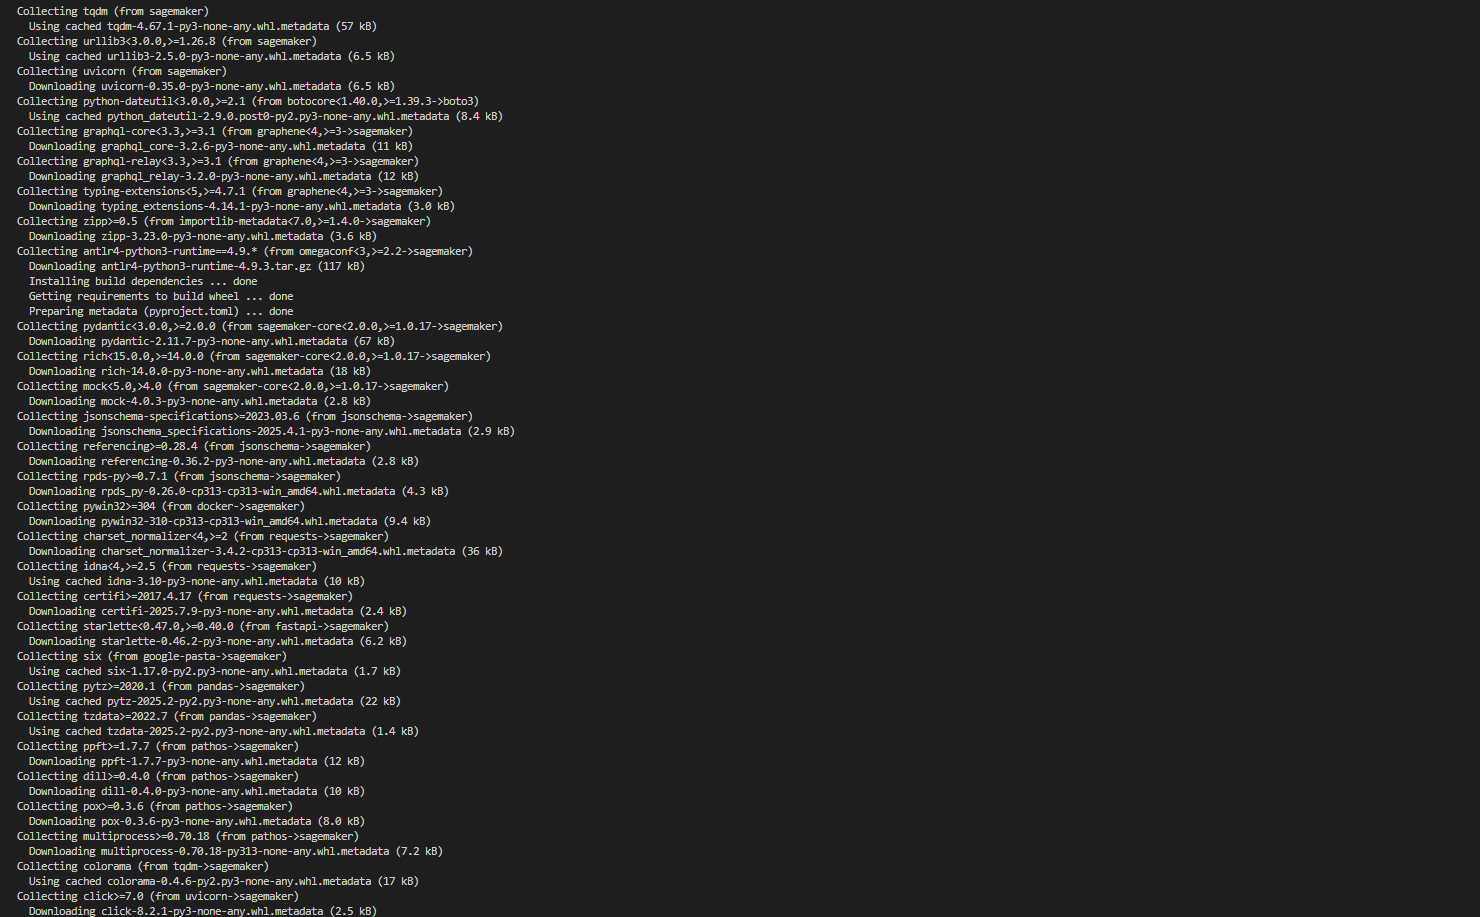 Collecting tqdm (from sagemaker)
Using cached tqdm-4.67.1-py3-none-any.whl.metadata (57 kB)
Collecting urllib3<3.0.0,>=1.26.8 (from sagemaker)
Using cached urllib3-2.5.0-py3-none-any.whl.metadata (6.5 kB)
Collecting uvicorn (from sagemaker)
Downloading uvicorn-0.35.0-py3-none-any.whl.metadata (6.5 kB)
Collecting python-dateutil<3.0.0,>=2.1 (from botocore<1.40.0,>=1.39.3->boto3)
Using cached python_dateutil-2.9.0.post0-py2.py3-none-any.whl.metadata (8.4 kB)
Collecting graphql-core<3.3,>=3.1 (from graphene<4,>=3->sagemaker)
Downloading graphql_core-3.2.6-py3-none-any.whl.metadata (11 kB)
Collecting graphql-relay<3.3,>=3.1 (from graphene<4,>=3->sagemaker)
Downloading graphql_relay-3.2.0-py3-none-any.whl.metadata (12 kB)
Collecting typing-extensions<5,>=4.7.1 (from graphene<4,>=3->sagemaker)
Downloading typing_extensions-4.14.1-py3-none-any.whl.metadata (3.0 kB)
Collecting zipp>=0.5 (from importlib-metadata<7.0,>=1.4.0->sagemaker)
Downloading zipp-3.23.0-py3-none-any.whl.metadata (3.6 kB)
Collecting antlr4-python3-runtime==4.9.* (from omegaconf<3,>=2.2->sagemaker)
Downloading antlr4-python3-runtime-4.9.3.tar.gz (117 kB)
Installing build dependencies ... done
Getting requirements to build wheel ... done
Preparing metadata (pyproject.toml) ... done
Collecting pydantic<3.0.0,>=2.0.0 (from sagemaker-core<2.0.0,>=1.0.17->sagemaker)
Downloading pydantic-2.11.7-py3-none-any.whl.metadata (67 kB)
Collecting rich<15.0.0,>=14.0.0 (from sagemaker-core<2.0.0,>=1.0.17->sagemaker)
Downloading rich-14.0.0-py3-none-any.whl.metadata (18 kB)
Collecting mock<5.0,>4.0 (from sagemaker-core<2.0.0,>=1.0.17->sagemaker)
Downloading mock-4.0.3-py3-none-any.whl.metadata (2.8 kB)
Collecting jsonschema-specifications>=2023.03.6 (from jsonschema->sagemaker)
Downloading jsonschema_specifications-2025.4.1-py3-none-any.whl.metadata (2.9 kB)
Collecting referencing>=0.28.4 (from jsonschema->sagemaker)
Downloading referencing-0.36.2-py3-none-any.whl.metadata (2.8 kB)
Collecting rpds-py>=0.7.1 (from jsonschema->sagemaker)
Downloading rpds_py-0.26.0-cp313-cp313-win_amd64.whl.metadata (4.3 kB)
Collecting pywin32>=304 (from docker->sagemaker)
Downloading pywin32-310-cp313-cp313-win_amd64.whl.metadata (9.4 kB)
Collecting charset_normalizer<4,>=2 (from requests->sagemaker)
Downloading charset_normalizer-3.4.2-cp313-cp313-win_amd64.whl.metadata (36 kB)
Collecting idna<4,>=2.5 (from requests->sagemaker)
Using cached idna-3.10-py3-none-any.whl.metadata (10 kB)
Collecting certifi>=2017.4.17 (from requests->sagemaker)
Downloading certifi-2025.7.9-py3-none-any.whl.metadata (2.4 kB)
Collecting starlette<0.47.0,>=0.40.0 (from fastapi->sagemaker)
Downloading starlette-0.46.2-py3-none-any.whl.metadata (6.2 kB)
Collecting six (from google-pasta->sagemaker)
Using cached six-1.17.0-py2.py3-none-any.whl.metadata (1.7 kB)
Collecting pytz>=2020.1 (from pandas->sagemaker)
Using cached pytz-2025.2-py2.py3-none-any.whl.metadata (22 kB)
Collecting tzdata>=2022.7 (from pandas->sagemaker)
Using cached tzdata-2025.2-py2.py3-none-any.whl.metadata (1.4 kB)
Collecting ppft>=1.7.7 (from pathos->sagemaker)
Downloading ppft-1.7.7-py3-none-any.whl.metadata (12 kB)
Collecting dill>=0.4.0 (from pathos->sagemaker)
Downloading dill-0.4.0-py3-none-any.whl.metadata (10 kB)
Collecting pox>=0.3.6 (from pathos->sagemaker)
Downloading pox-0.3.6-py3-none-any.whl.metadata (8.0 kB)
Collecting multiprocess>=0.70.18 (from pathos->sagemaker)
Downloading multiprocess-0.70.18-py313-none-any.whl.metadata (7.2 kB)
Collecting colorama (from tqdm->sagemaker)
Using cached colorama-0.4.6-py2.py3-none-any.whl.metadata (17 kB)
Collecting click>=7.0 (from uvicorn->sagemaker)
Downloading click-8.2.1-py3-none-any.whl.metadata (2.5 kB)